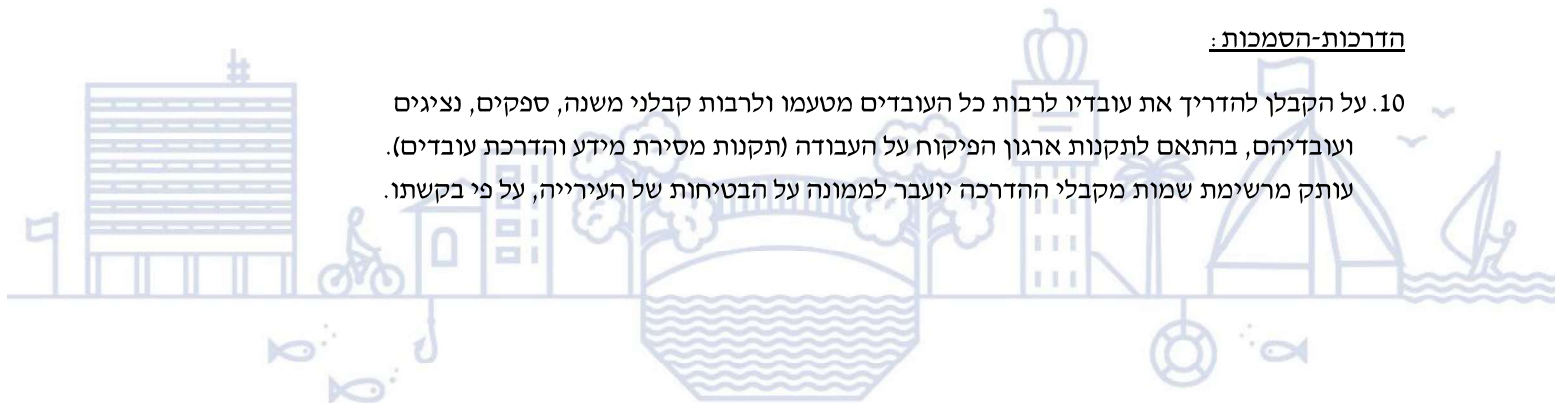 הדרכות-הסמכות:
10. על הקבלן להדריך את עובדיו לרבות כל העובדים מטעמו ולרבות קבלני משנה, ספקים, נציגים
ועובדיהם, בהתאם לתקנות ארגון הפיקוח על העבודה (תקנות מסירת מידע והדרכת עובדים).
עותק מרשימת שמות מקבלי ההדרכה יועבר לממונה על הבטיחות של העירייה, על פי בקשתו.